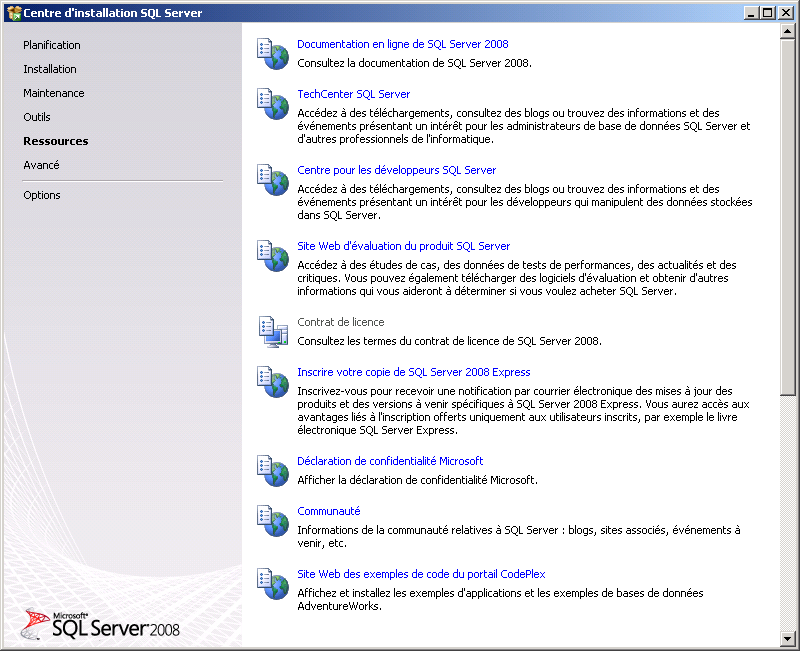 Centre d'installation SQL Server
Planification
Installation
Maintenance
Outils
Ressources
Avancé
Options
Documentation en ligne de SQL Server 2008
Consultez la documentation de SQL Server 2008.
TechCenter SQL Server
Accédez à des téléchargements, consultez des blogs ou trouvez des informations et des
événements présentant un intérêt pour les administrateurs de base de données SQL Server et
d'autres professionnels de l'informatique.
Centre pour les développeurs SQL Server
Accédez à des téléchargements, consultez des blogs ou trouvez des informations et des
événements présentant un intérêt pour les développeurs qui manipulent des données stockées
dans SQL Server.
Site Web d'évaluation du produit SQL Server
Accédez à des études de cas, des données de tests de performances, des actualités et des
critiques. Vous pouvez également télécharger des logiciels d'évaluation et obtenir d'autres
informations qui vous aideront à déterminer si vous voulez acheter SQL Server.
Contrat de licence
Consultez les termes du contrat de licence de SQL Server 2008.
Inscrire votre copie de SQL Server 2008 Express
Inscrivez-vous pour recevoir une notification par courrier électronique des mises à jour des
produits et des versions à venir spécifiques à SQL Server 2008 Express. Vous aurez accès aux
avantages liés à l'inscription offerts uniquement aux utilisateurs inscrits, par exemple le livre
électronique SQL Server Express.
Déclaration de confidentialité Microsoft
Afficher la déclaration de confidentialité Microsoft.
Communauté
Informations de la communauté relatives à SQL Server : blogs, sites associés, événements à
venir, etc.
Site Web des exemples de code du portail CodePlex
Affichez et installez les exemples d'applications et les exemples de bases de données
AdventureWorks.
Microsoft®
SQL Server 2008